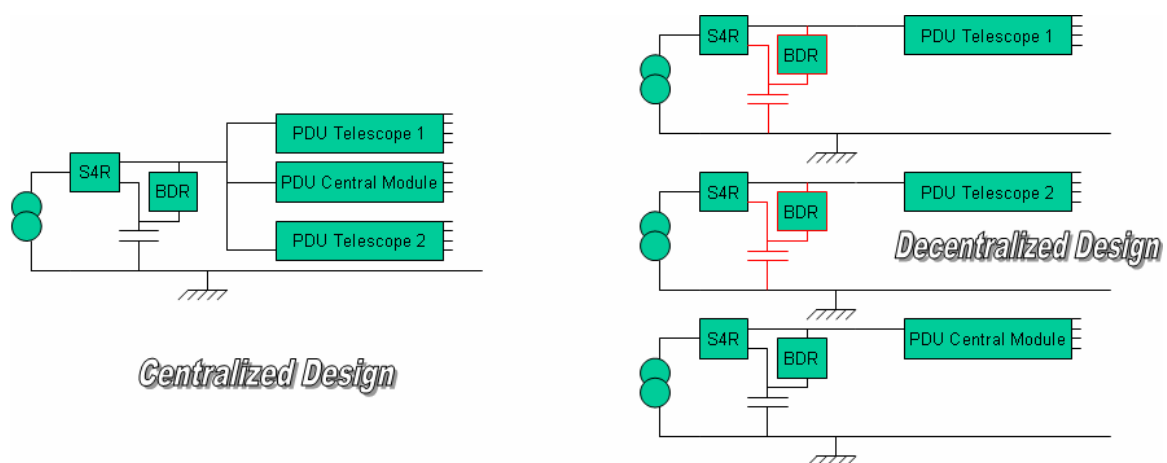 S4R
BDR
PDU Telescope 1
PDU Central Module
PDU Telescope 2
Centralized Design
S4R
BDR
PDU Telescope 1
S4R
BDR
PDU Telescope 2
Decentralized Design
S4R
BDR
PDU Central Module